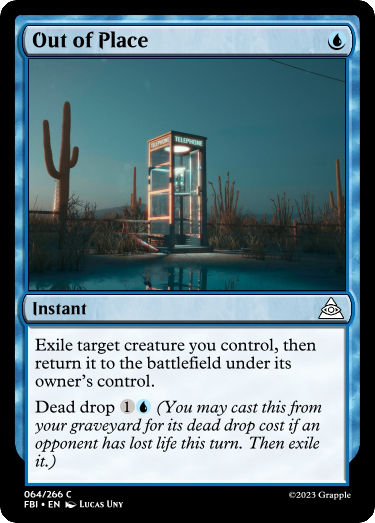 Out of Place
TELEPHONE
TELEPHONE
Instant
Exile target creature you control, then
return it to the battlefield under its
owner's control.
Dead drop 1 (You may cast this from
your graveyard for its dead drop cost if an
opponent has lost life this turn. Then exile
it.)
064/266 C
FBI • EN Lucas Uny
©2023 Grapple